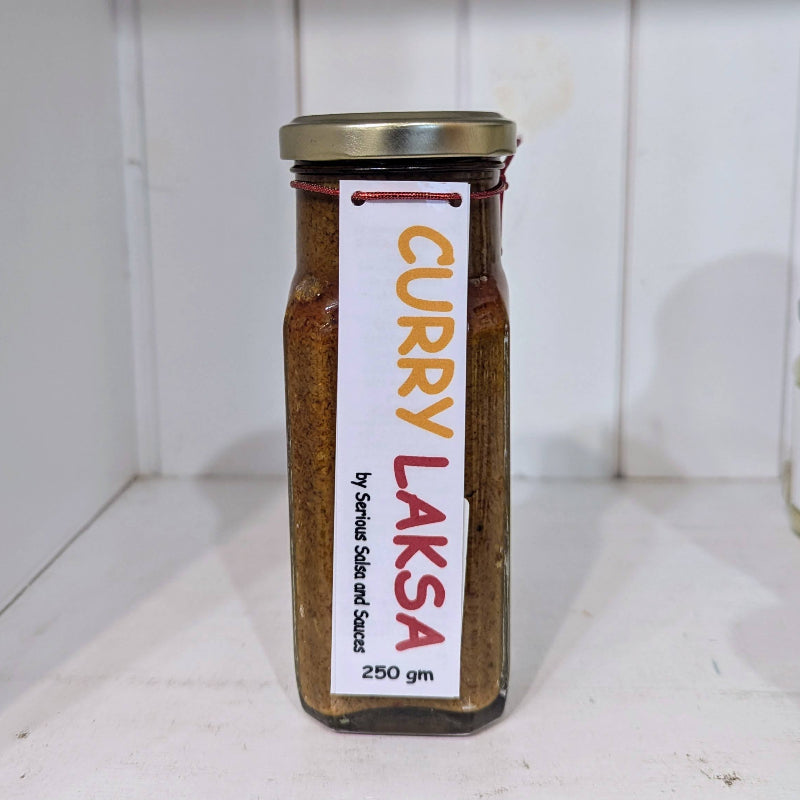 CURRY LAKSA
by Serious Salsa and Sauces
250 gm